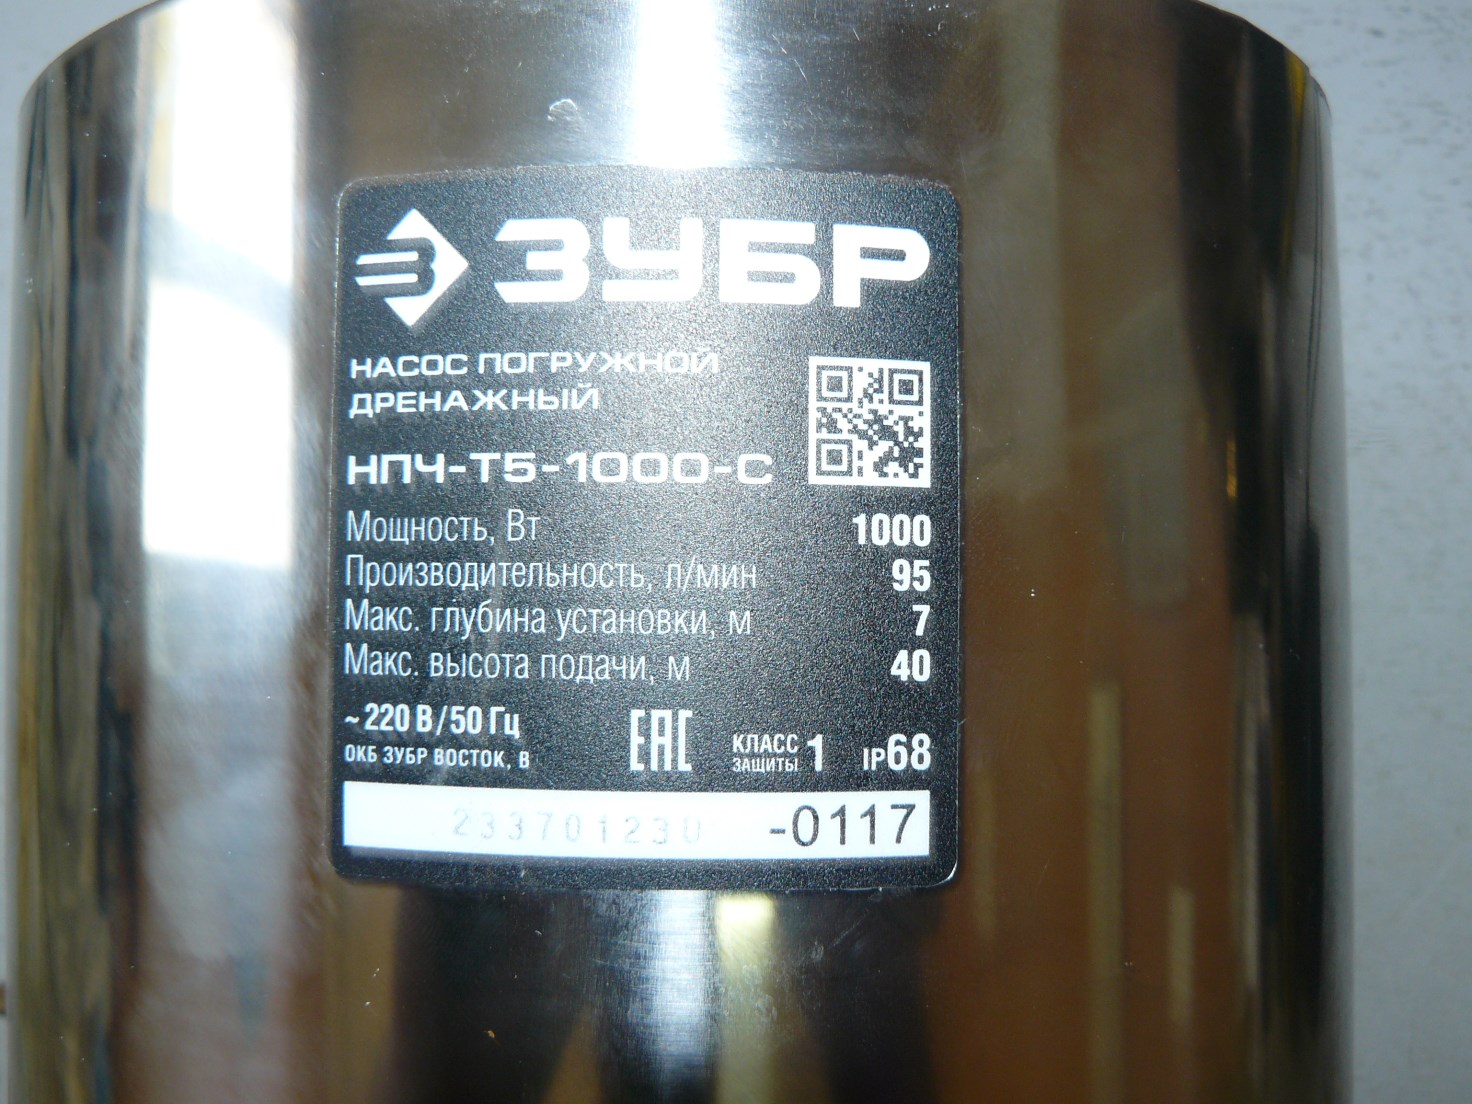 ЗУБР
НАСОС ПОГРУЖНОЙ
ДРЕНАЖНЫЙ
НПЧ-Т5-1000-С
Мощность, Вт 1000
Производительность, л/мин 95
Макс. глубина установки, м 7
Макс. высота подачи, м 40
~ 220 В/50 Гц
ОКБ ЗУБР ВОСТОК, В
ЕАС
КЛАСС
ЗАЩИТЫ 1
IP68
233701230 -0117